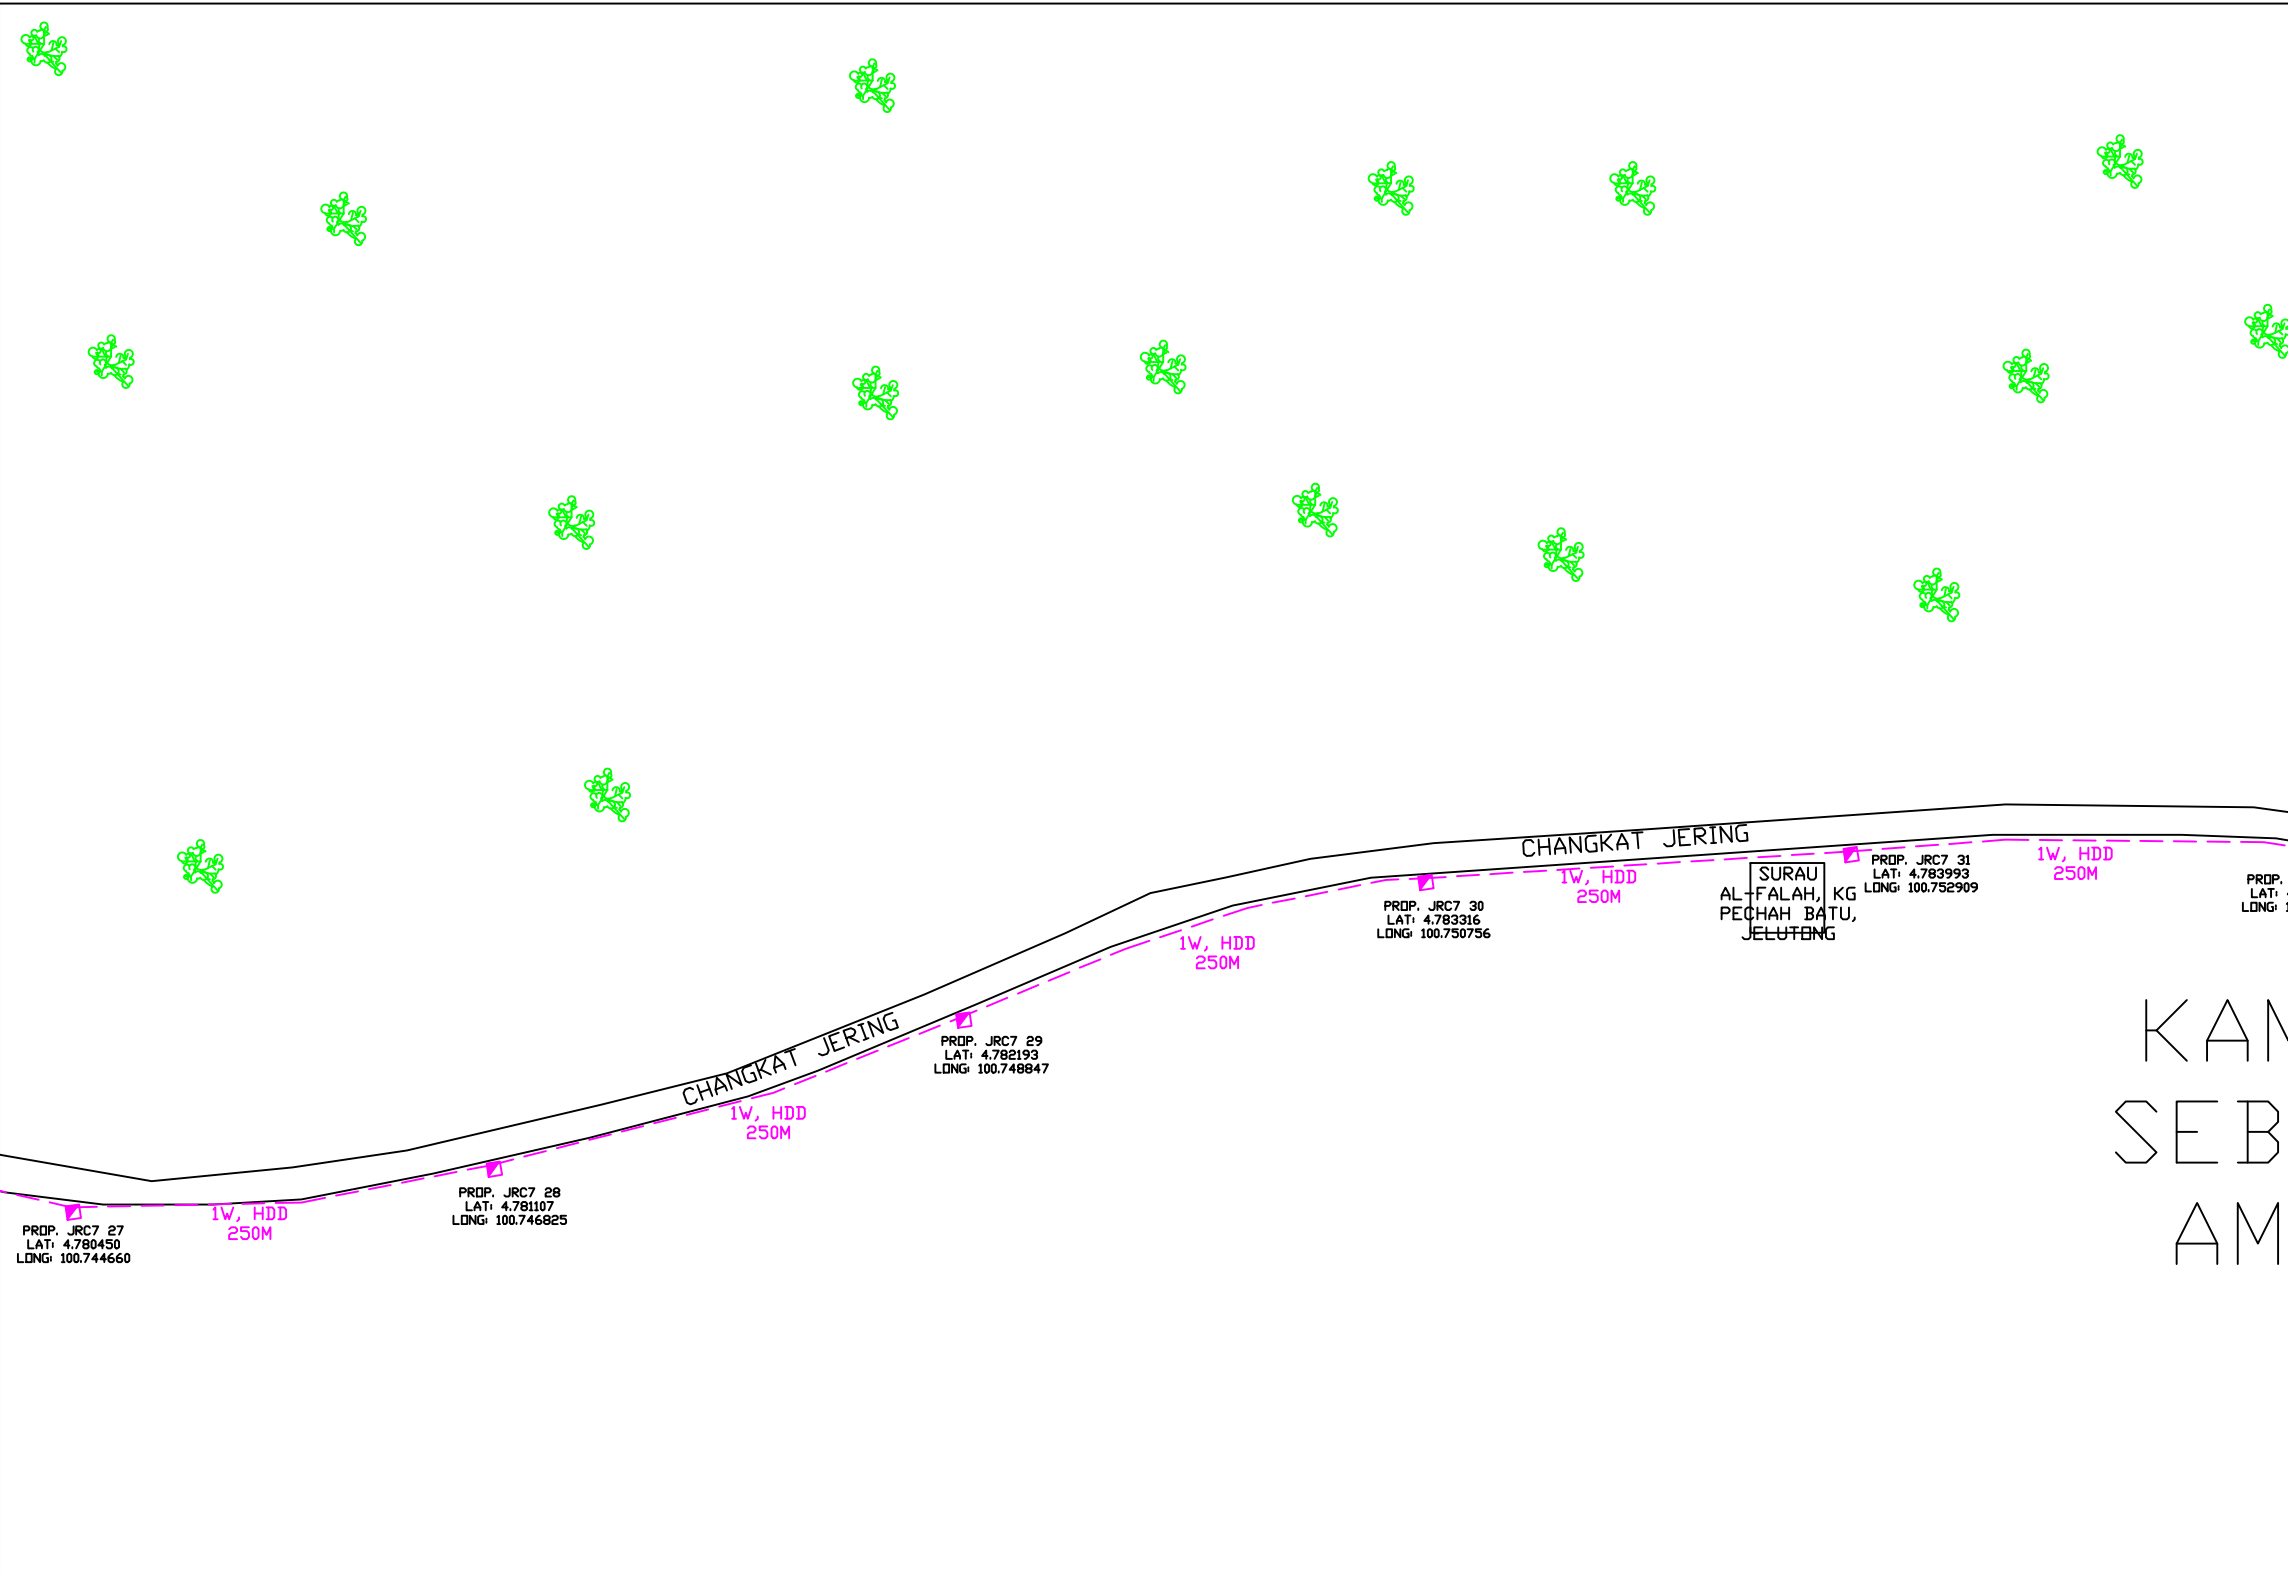 CHANGKAT JERING
1W, HDD
250M
PROP. JRC7 31
LAT: 4.783993
LONG: 100.752909
1W, HDD
250M
SURAU
AL-FALAH, KG
PECHAH BATU,
JELUTONG
PROP.
LAT:
LONG: 1
PROP. JRC7 30
LAT: 4.783316
LONG: 100.750756
1W, HDD
250M
KAM
SEB
AM
CHANGKAT JERING
PROP. JRC7 29
LAT: 4.782193
LONG: 100.748847
1W, HDD
250M
PROP. JRC7 28
LAT: 4.781107
LONG: 100.746825
1W, HDD
250M
PROP. JRC7 27
LAT: 4.780450
LONG: 100.744660